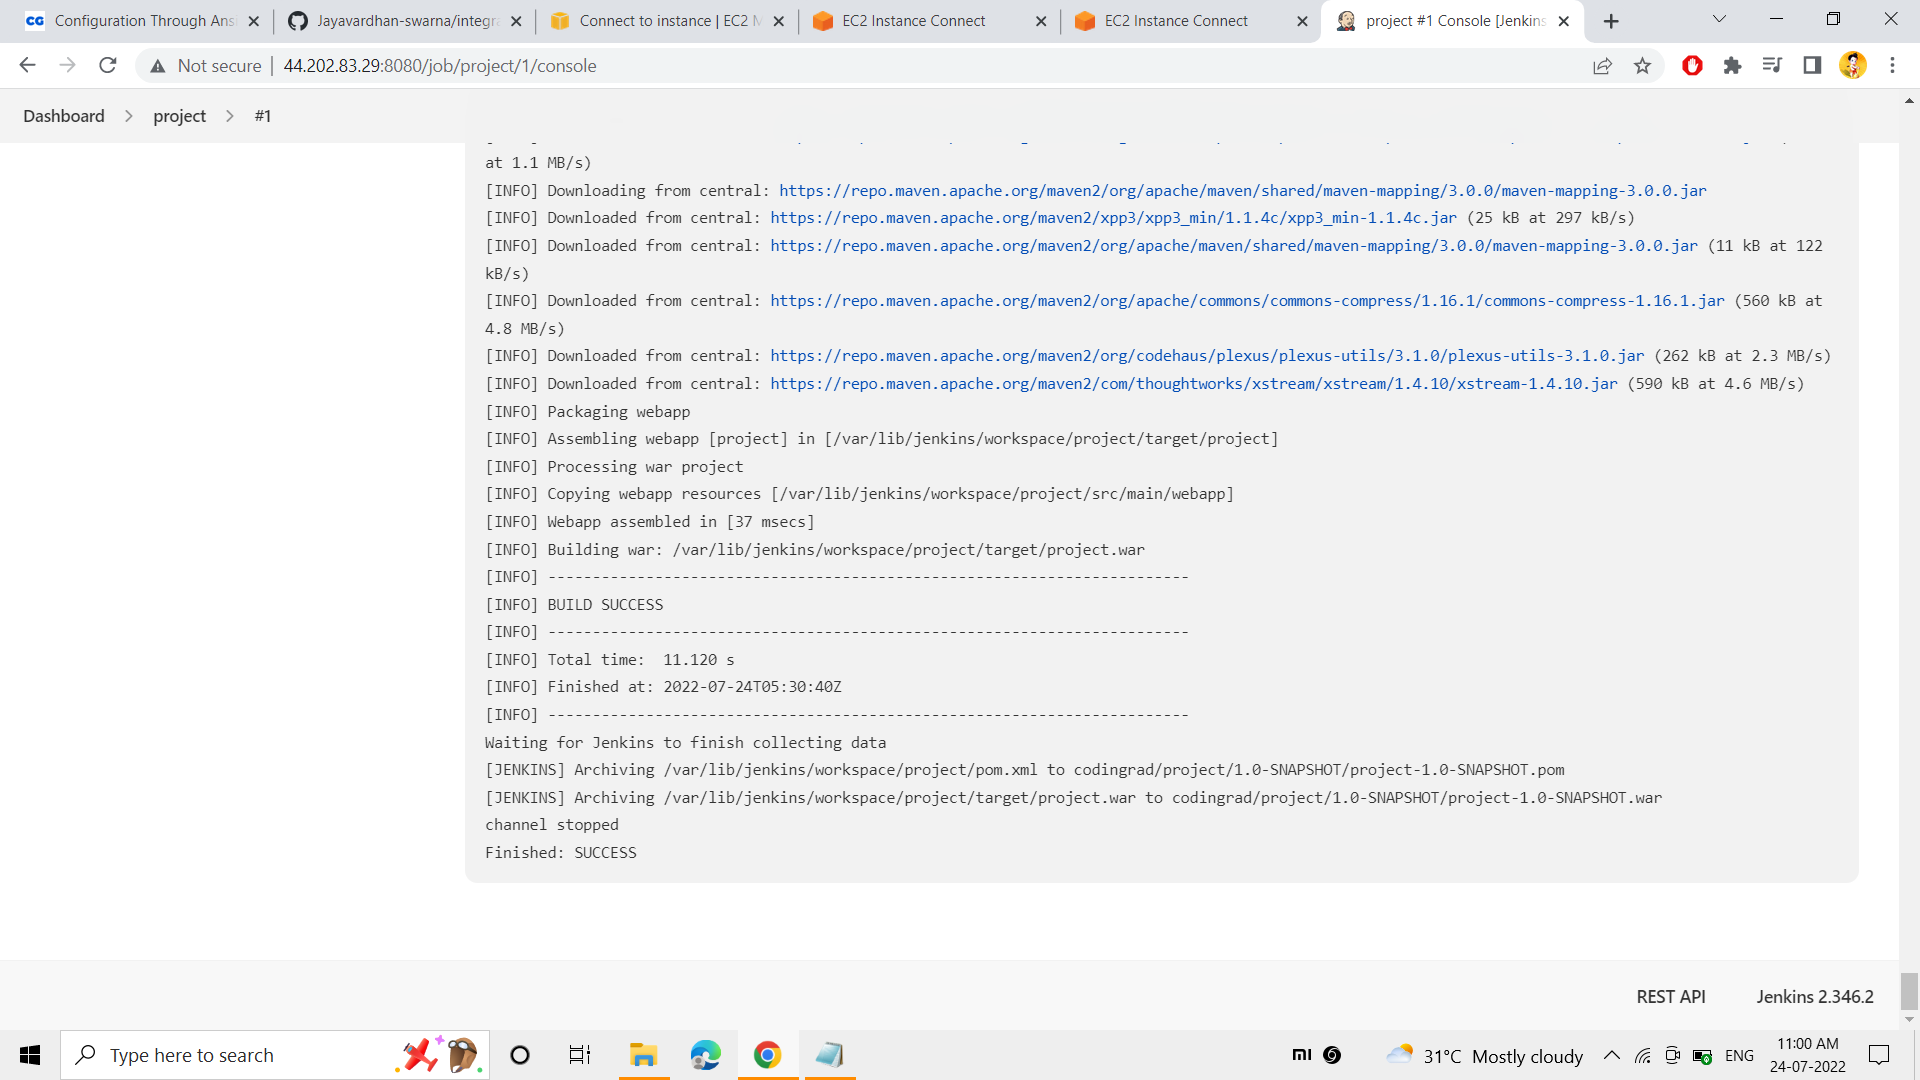 Configuration Through Ans
Jayavardhan-swarna/integra
Connect to instance | EC2 M
EC2 Instance Connect
EC2 Instance Connect
project #1 Console [Jenkins
Not secure
44.202.83.29:8080/job/project/1/console
Dashboard
project
#1
at 1.1 MB/s)
[INFO] Downloading from central: https://repo.maven.apache.org/maven2/org/apache/maven/shared/maven-mapping/3.0.0/maven-mapping-3.0.0.jar
[INFO] Downloaded from central: https://repo.maven.apache.org/maven2/xpp3/xpp3_min/1.1.4c/xpp3_min-1.1.4c.jar (25 kB at 297 kB/s)
[INFO] Downloaded from central: https://repo.maven.apache.org/maven2/org/apache/maven/shared/maven-mapping/3.0.0/maven-mapping-3.0.0.jar (11 kB at 122
kB/s)
[INFO] Downloaded from central: https://repo.maven.apache.org/maven2/org/apache/commons/commons-compress/1.16.1/commons-compress-1.16.1.jar (560 kB at
4.8 MB/s)
[INFO] Downloaded from central: https://repo.maven.apache.org/maven2/org/codehaus/plexus/plexus-utils/3.1.0/plexus-utils-3.1.0.jar (262 kB at 2.3 MB/s)
[INFO] Downloaded from central: https://repo.maven.apache.org/maven2/com/thoughtworks/xstream/xstream/1.4.10/xstream-1.4.10.jar (590 kB at 4.6 MB/s)
[INFO] Packaging webapp
[INFO] Assembling webapp [project] in [/var/lib/jenkins/workspace/project/target/project]
[INFO] Processing war project
[INFO] Copying webapp resources [/var/lib/jenkins/workspace/project/src/main/webapp]
[INFO] Webapp assembled in [37 msecs]
[INFO] Building war: /var/lib/jenkins/workspace/project/target/project.war
[INFO] ------------------------------------------------------------------------
[INFO] BUILD SUCCESS
[INFO] ------------------------------------------------------------------------
[INFO] Total time:  11.120 s
[INFO] Finished at: 2022-07-24T05:30:40Z
[INFO] ------------------------------------------------------------------------
Waiting for Jenkins to finish collecting data
[JENKINS] Archiving /var/lib/jenkins/workspace/project/pom.xml to codingrad/project/1.0-SNAPSHOT/project-1.0-SNAPSHOT.pom
[JENKINS] Archiving /var/lib/jenkins/workspace/project/target/project.war to codingrad/project/1.0-SNAPSHOT/project-1.0-SNAPSHOT.war
channel stopped
Finished: SUCCESS
REST API
Jenkins 2.346.2
Type here to search
31°C Mostly cloudy
ENG
11:00 AM
24-07-2022